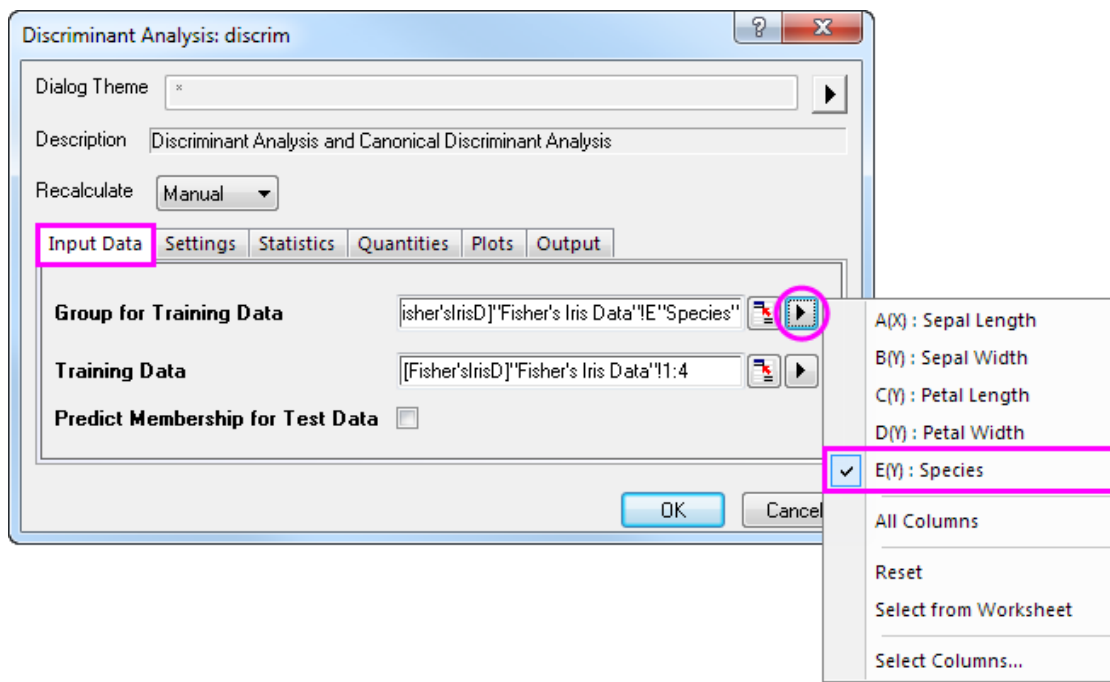 Discriminant Analysis: discrim
Dialog Theme *
Description Discriminant Analysis and Canonical Discriminant Analysis
Recalculate Manual
Input Data Settings Statistics Quantities Plots Output
Group for Training Data isher'sIrisD]"Fisher's Iris Data"!E"Species"
Training Data [Fisher'sIrisD]"Fisher's Iris Data"!1:4
Predict Membership for Test Data
OK Cancel
A(X) : Sepal Length
B(Y) : Sepal Width
C(Y) : Petal Length
D(Y) : Petal Width
E(Y) : Species
All Columns
Reset
Select from Worksheet
Select Columns...